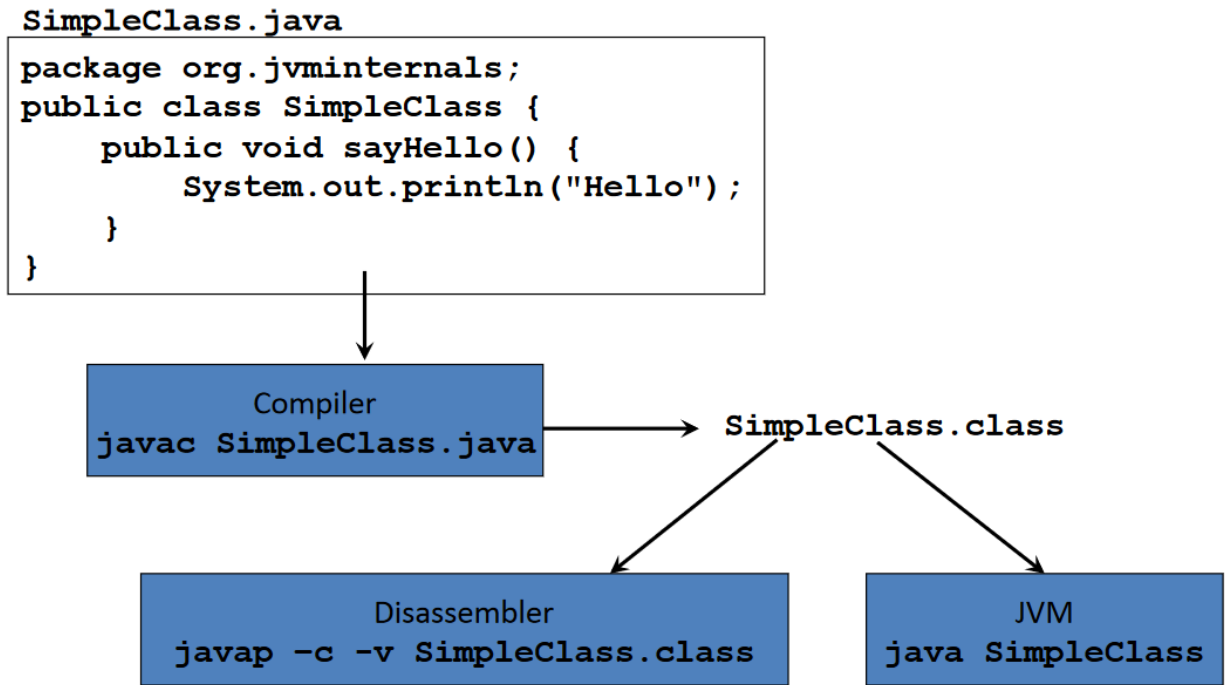 SimpleClass.java
package org.jvminternals;
public class SimpleClass {
    public void sayHello() {
        System.out.println("Hello");
    }
}
Compiler
javac SimpleClass.java
SimpleClass.class
Disassembler
javap –c -v SimpleClass.class
JVM
java SimpleClass